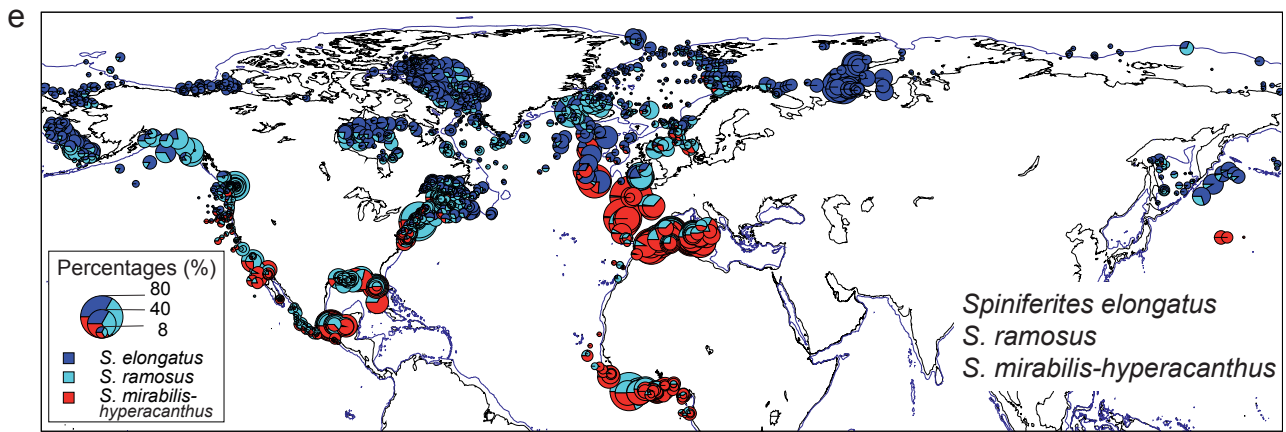 e
Percentages (%)
80
40
8
S. elongatus
S. ramosus
S. mirabilis-
hyperacanthus
Spiniferites elongatus
S. ramosus
S. mirabilis-hyperacanthus